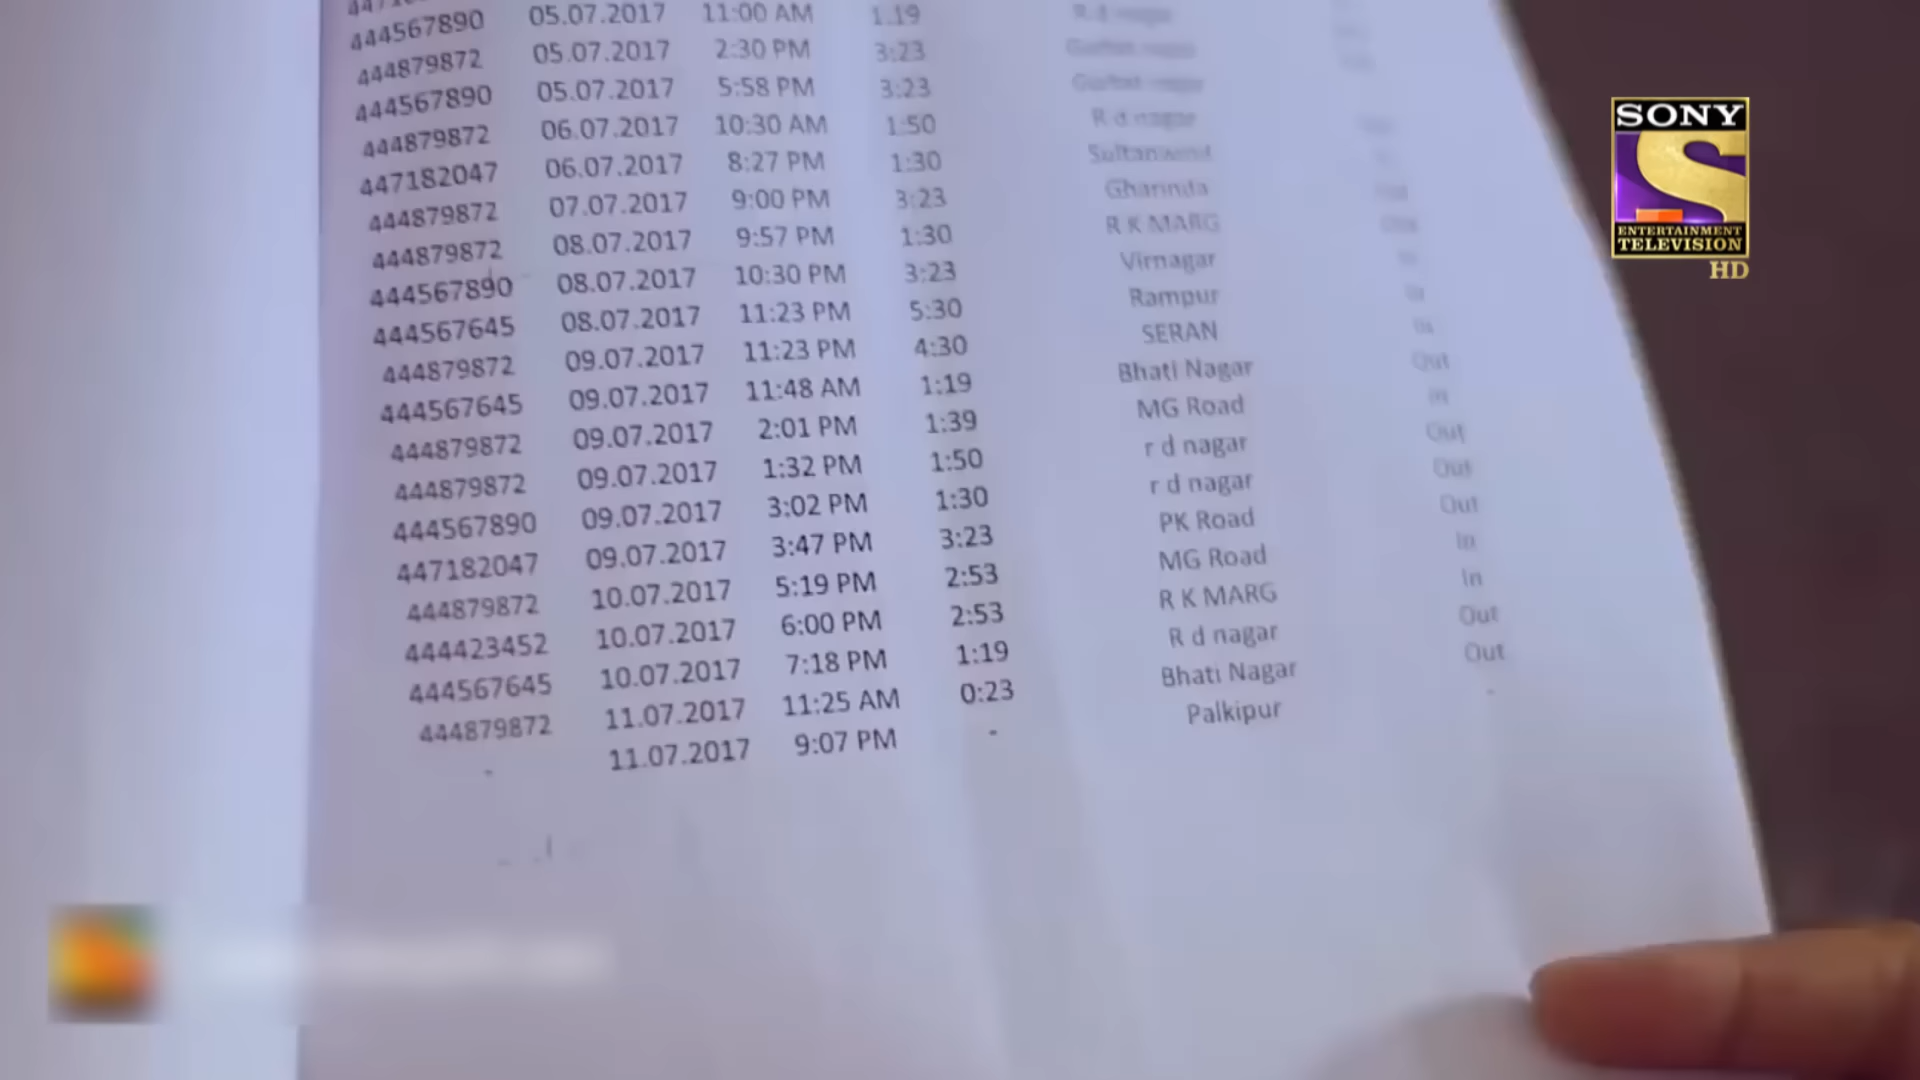 444567890 05.07.2017 11:00 AM 1:19 R d nagar
444879872 05.07.2017 2:30 PM 3:23
444567890 05.07.2017 5:58 PM 3:23
444879872 06.07.2017 10:30 AM 1:50 R d nagar
447182047 06.07.2017 8:27 PM 1:30
444879872 07.07.2017 9:00 PM 3:23 Gharinda
444879872 08.07.2017 9:57 PM 1:30 R K MARG
444567890 08.07.2017 10:30 PM 3:23 Virnagar
444567645 08.07.2017 11:23 PM 5:30 Rampur In
444879872 09.07.2017 11:23 PM 4:30 SERAN In
444567645 09.07.2017 11:48 AM 1:19 Bhati Nagar Out
444879872 09.07.2017 2:01 PM 1:39 MG Road In
444879872 09.07.2017 1:32 PM 1:50 r d nagar Out
444567890 09.07.2017 3:02 PM 1:30 r d nagar Out
447182047 09.07.2017 3:47 PM 3:23 PK Road Out
444879872 10.07.2017 5:19 PM 2:53 MG Road In
444423452 10.07.2017 6:00 PM 2:53 R K MARG In
444567645 10.07.2017 7:18 PM 1:19 R d nagar Out
444879872 11.07.2017 11:25 AM 0:23 Bhati Nagar Out
- 11.07.2017 9:07 PM - Palkipur -
SONY
S
ENTERTAINMENT
TELEVISION
HD